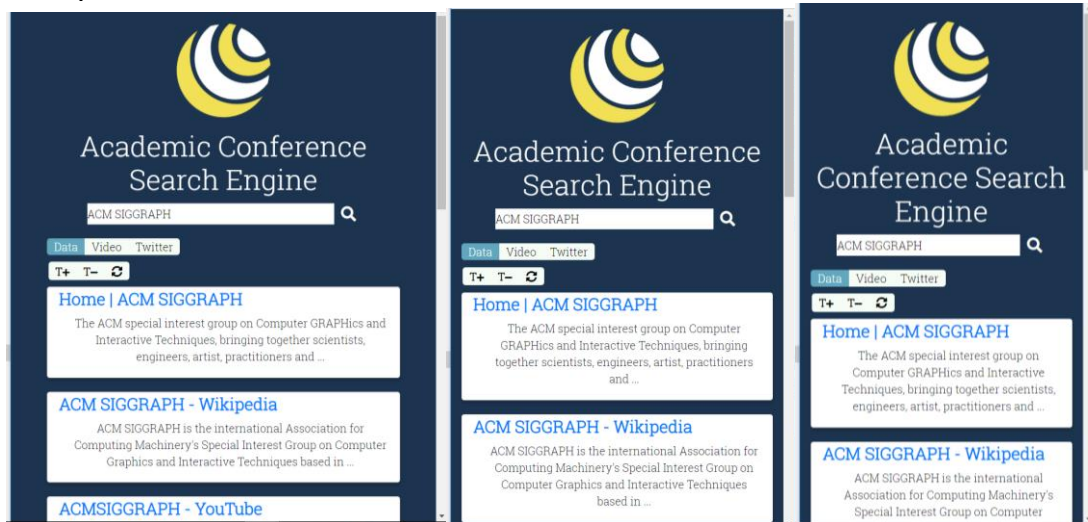 Academic Conference
Search Engine
ACM SIGGRAPH
Data Video Twitter
T+ T-
Home | ACM SIGGRAPH
The ACM special interest group on Computer GRAPHics and
Interactive Techniques, bringing together scientists,
engineers, artist, practitioners and ...
ACM SIGGRAPH - Wikipedia
ACM SIGGRAPH is the international Association for
Computing Machinery's Special Interest Group on Computer
Graphics and Interactive Techniques based in ...
ACMSIGGRAPH - YouTube
Academic Conference
Search Engine
ACM SIGGRAPH
Data Video Twitter
T+ T-
Home | ACM SIGGRAPH
The ACM special interest group on Computer
GRAPHics and Interactive Techniques, bringing
together scientists, engineers, artist, practitioners
and ...
ACM SIGGRAPH - Wikipedia
ACM SIGGRAPH is the international Association for
Computing Machinery's Special Interest Group on
Computer Graphics and Interactive Techniques
based in ...
Academic
Conference Search
Engine
ACM SIGGRAPH
Data Video Twitter
T+ T-
Home | ACM SIGGRAPH
The ACM special interest group on
Computer GRAPHics and Interactive
Techniques, bringing together scientists,
engineers, artist, practitioners and ...
ACM SIGGRAPH - Wikipedia
ACM SIGGRAPH is the international
Association for Computing Machinery's
Special Interest Group on Computer